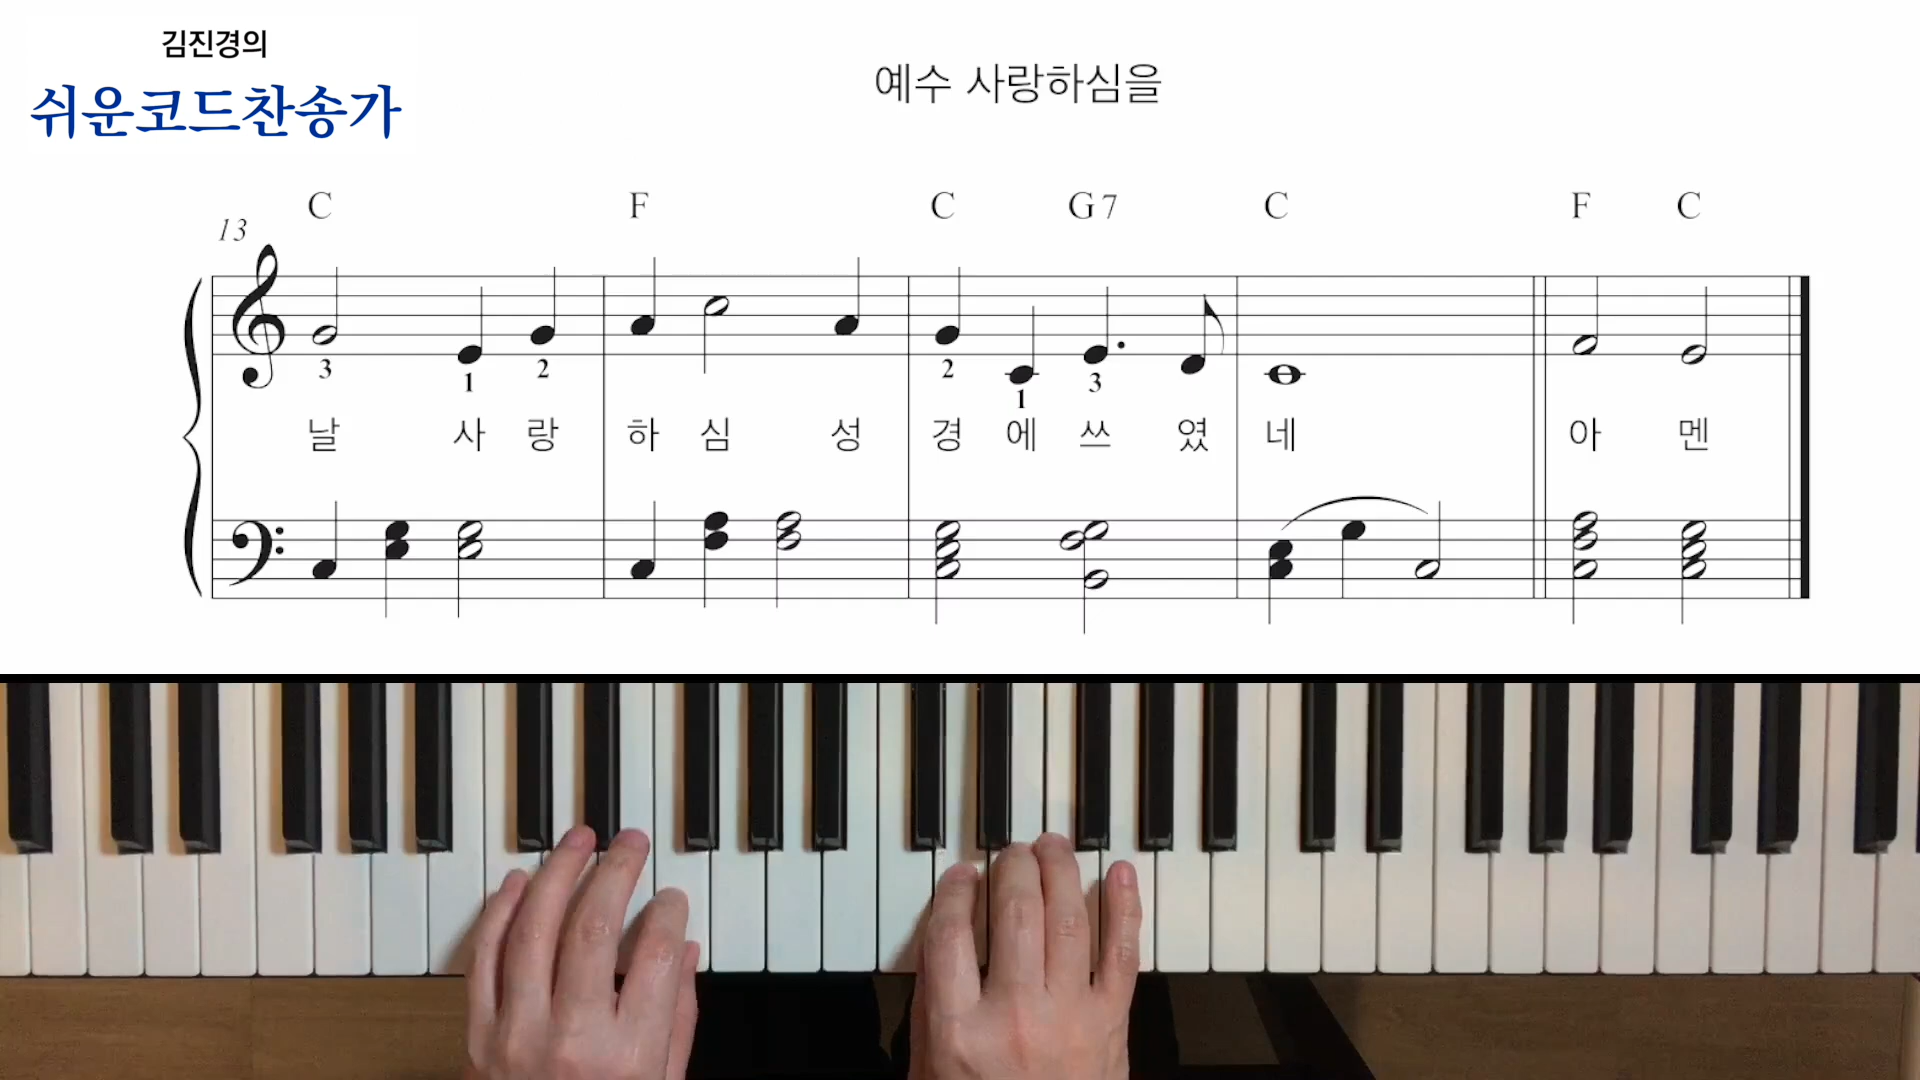 김진경의
쉬운코드찬송가
예수 사랑하심을
C F C G7 C F C
13
3 1 2 2 1 3
날 사 랑 하 심 성 경 에 쓰 였 네 아 멘